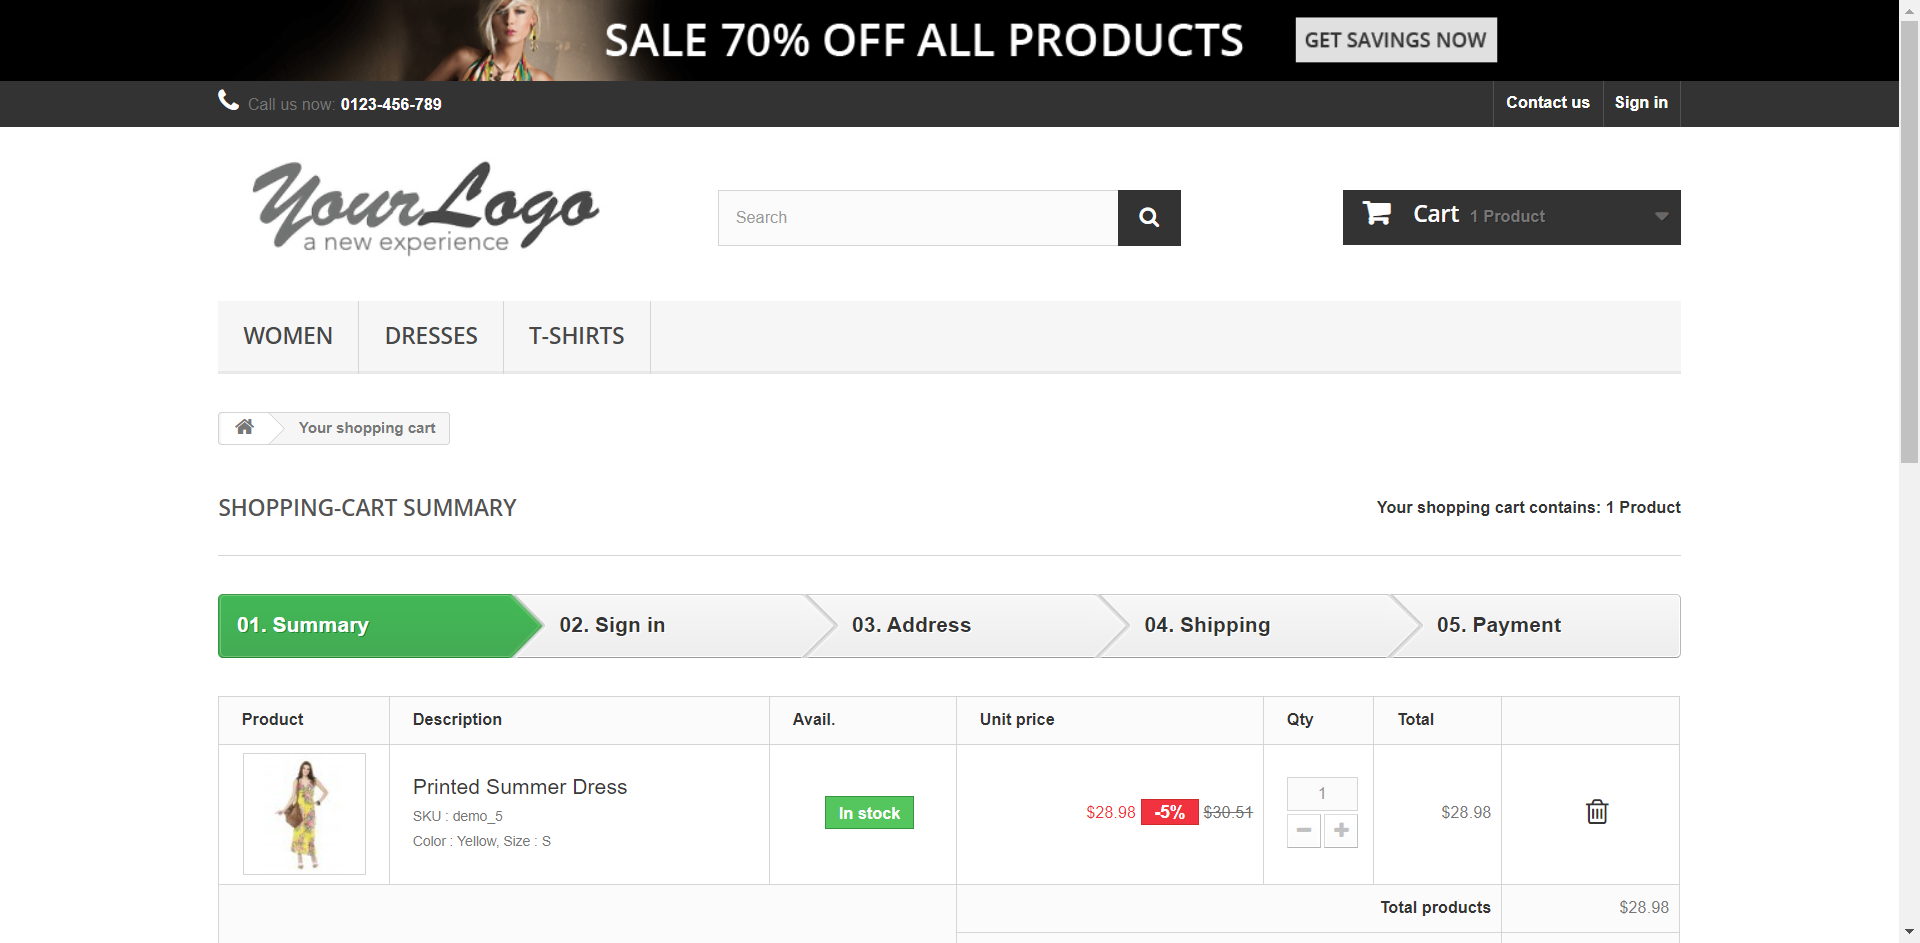 SALE 70% OFF ALL PRODUCTS GET SAVINGS NOW
Call us now: 0123-456-789 Contact us Sign in
YourLogo
a new experience
Search
Cart 1 Product
WOMEN DRESSES T-SHIRTS
Your shopping cart
SHOPPING-CART SUMMARY Your shopping cart contains: 1 Product
01. Summary 02. Sign in 03. Address 04. Shipping 05. Payment
Product Description Avail. Unit price Qty Total
Printed Summer Dress
SKU : demo_5
Color : Yellow, Size : S
In stock
$28.98 -5% $30.51
1
$28.98
Total products $28.98